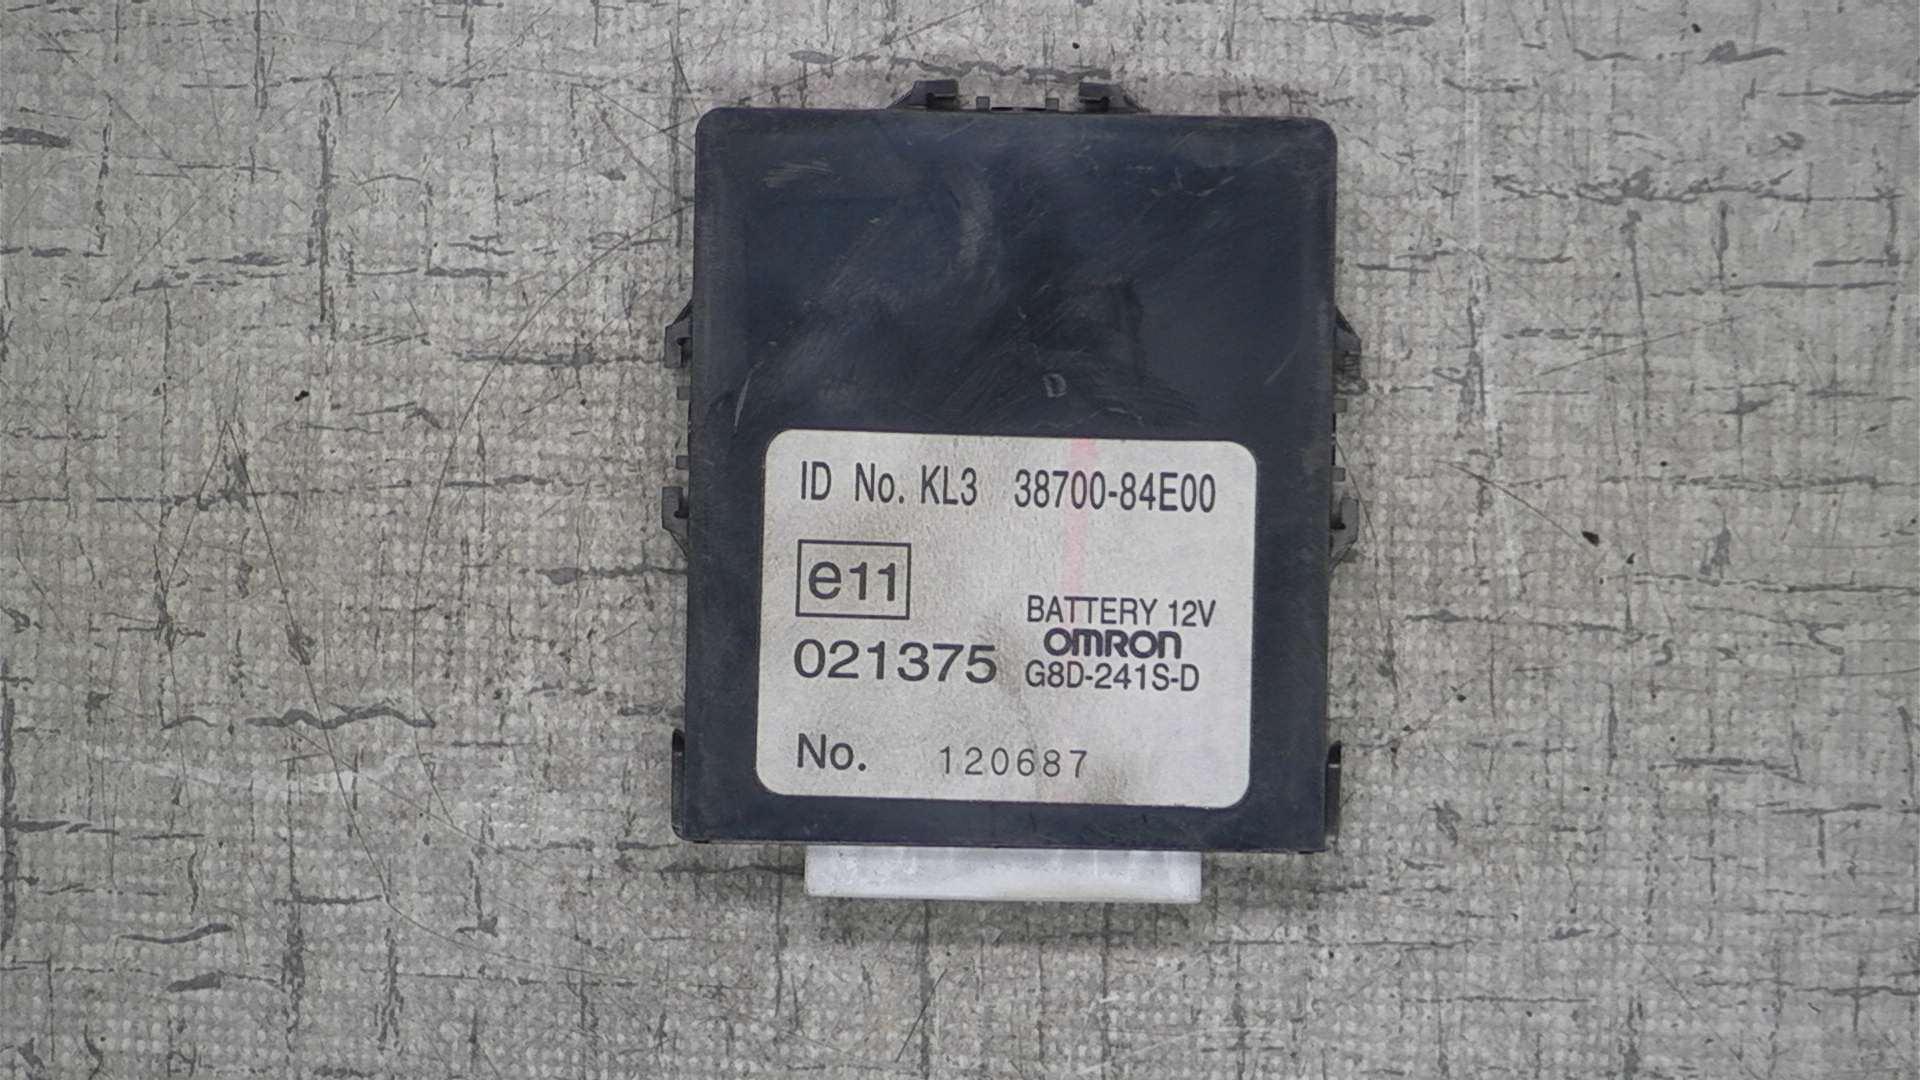 ID No. KL3 38700-84E00
e11
BATTERY 12V
OMRON
021375 G8D-241S-D
No. 120687